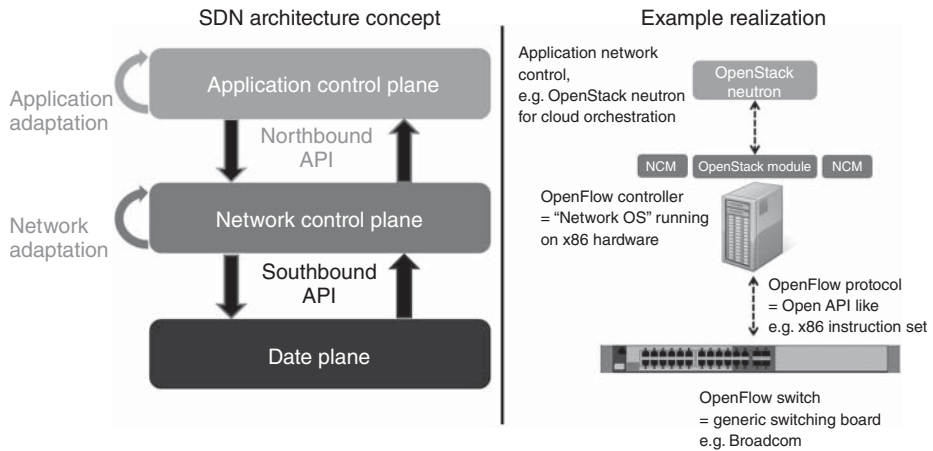 SDN architecture concept
Application control plane
Application
adaptation
Northbound
API
Network control plane
Network
adaptation
Southbound
API
Date plane
Example realization
Application network
control,
e.g. OpenStack neutron
for cloud orchestration
OpenStack
neutron
NCM
OpenStack module
NCM
OpenFlow controller
= “Network OS” running
on x86 hardware
OpenFlow protocol
= Open API like
e.g. x86 instruction set
OpenFlow switch
= generic switching board
e.g. Broadcom